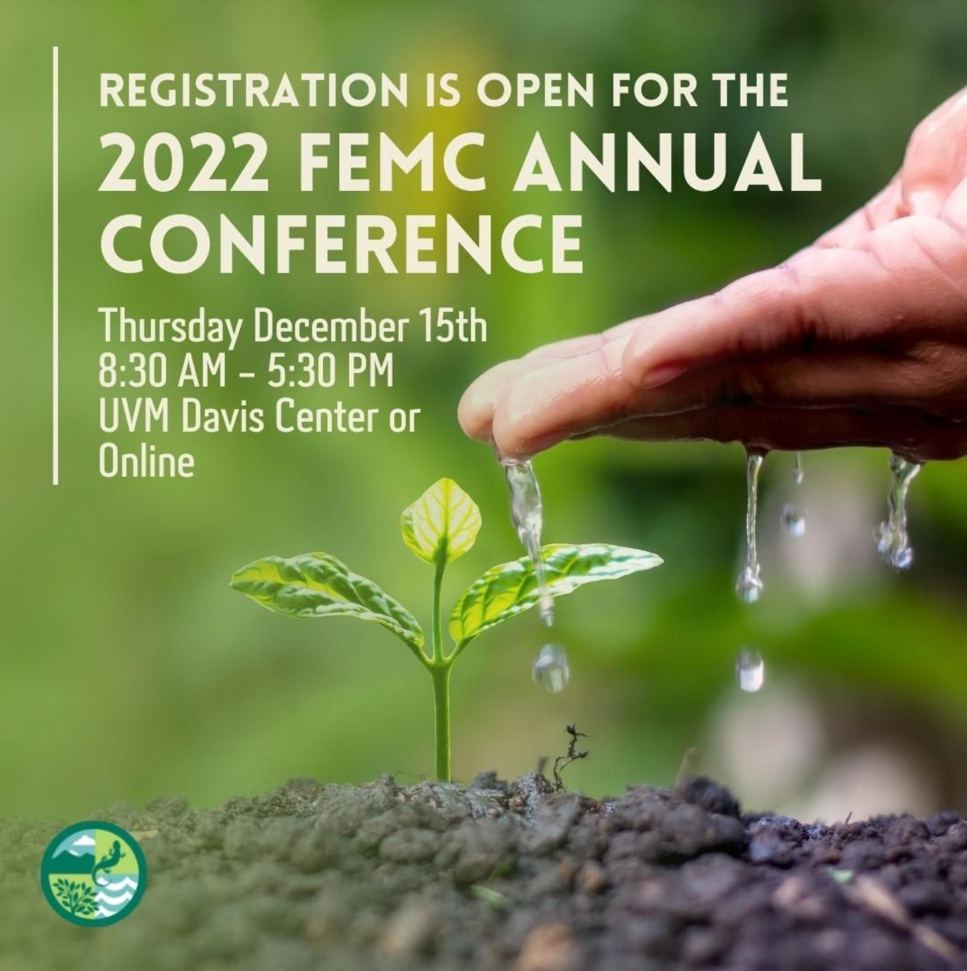 REGISTRATION IS OPEN FOR THE
2022 FEMC ANNUAL
CONFERENCE
Thursday December 15th
8:30 AM – 5:30 PM
UVM Davis Center or
Online